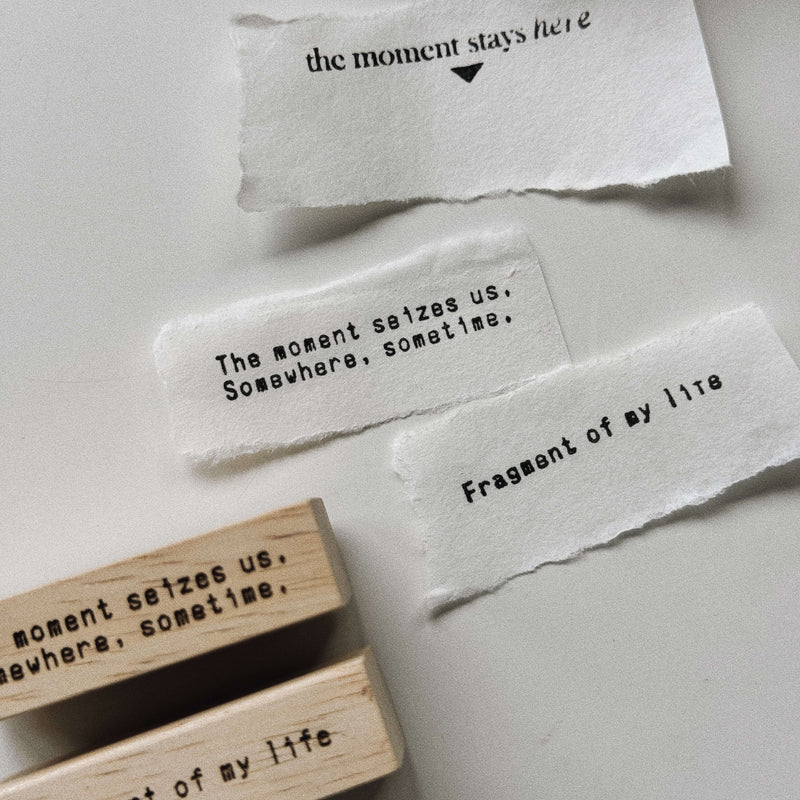 the moment stays here
The moment seizes us.
Somewhere, sometime.
Fragment of my life
moment seizes us.
mewhere, sometime.
nt of my life